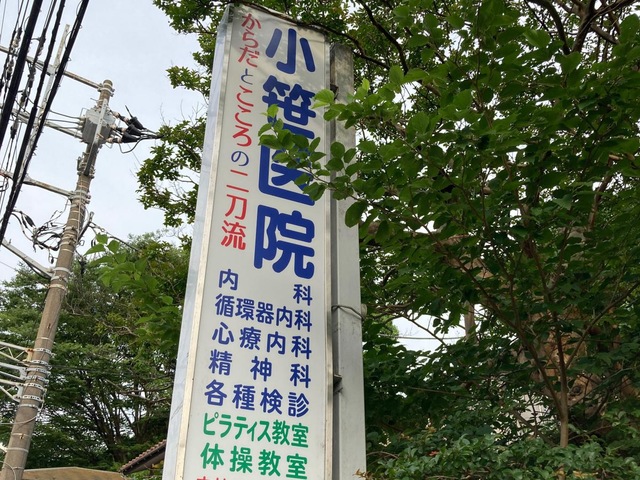 小笹医院
からだとこころの二刀流
内科
循環器内科
心療内科
精神科
各種検診
ピラティス教室
体操教室